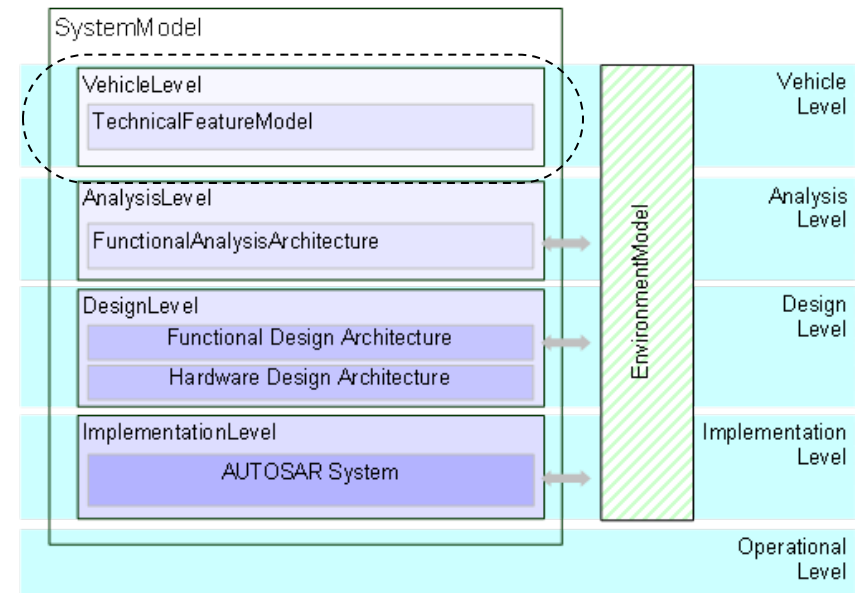 SystemModel
VehicleLevel
TechnicalFeatureModel
Vehicle
Level
AnalysisLevel
FunctionalAnalysisArchitecture
Analysis
Level
EnvironmentModel
DesignLevel
Functional Design Architecture
Hardware Design Architecture
Design
Level
ImplementationLevel
AUTOSAR System
Implementation
Level
Operational
Level